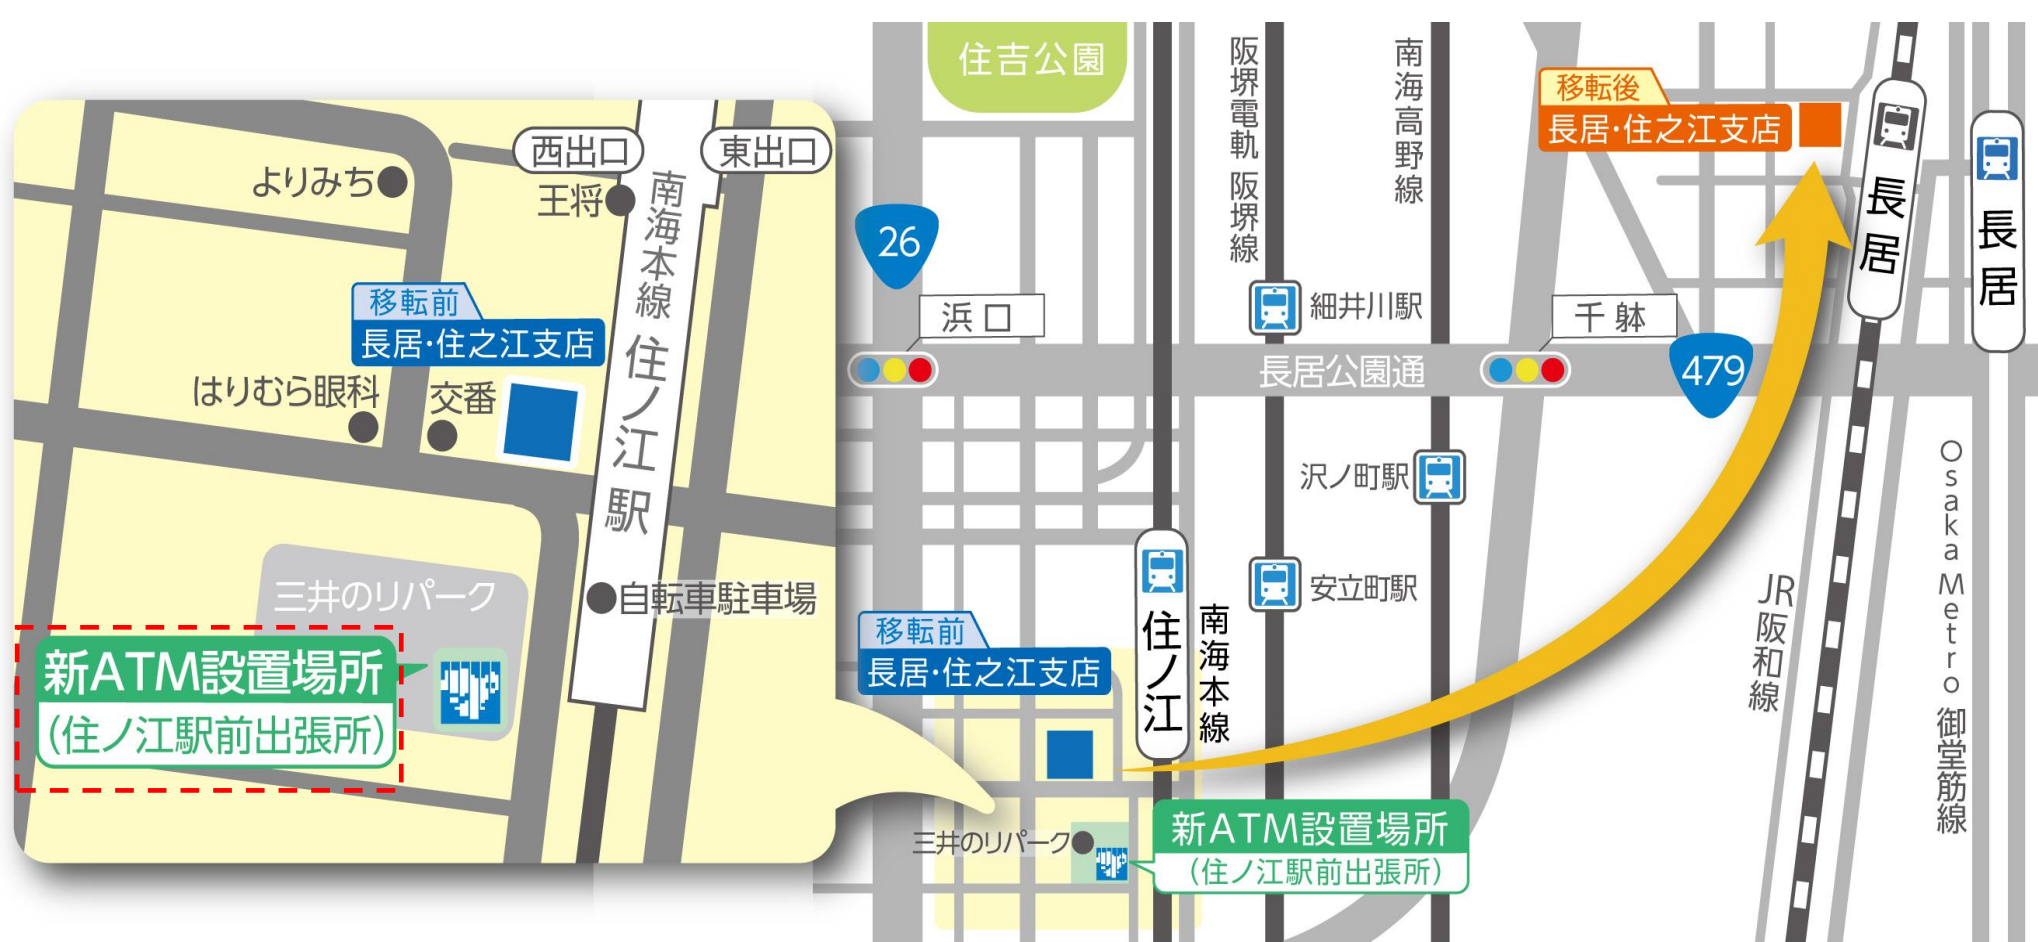 西出口
東出口
よりみち
王将
南海本線
住ノ江駅
移転前
長居・住之江支店
はりむら眼科
交番
三井のリパーク
自転車駐車場
新ATM設置場所
（住ノ江駅前出張所）
住吉公園
26
浜口
阪堺電軌 阪堺線
南海高野線
細井川駅
長居公園通
千躰
479
移転後
長居・住之江支店
長居
長居
沢ノ町駅
安立町駅
住ノ江
南海本線
JR阪和線
Osaka Metro 御堂筋線
移転前
長居・住之江支店
三井のリパーク
新ATM設置場所
（住ノ江駅前出張所）